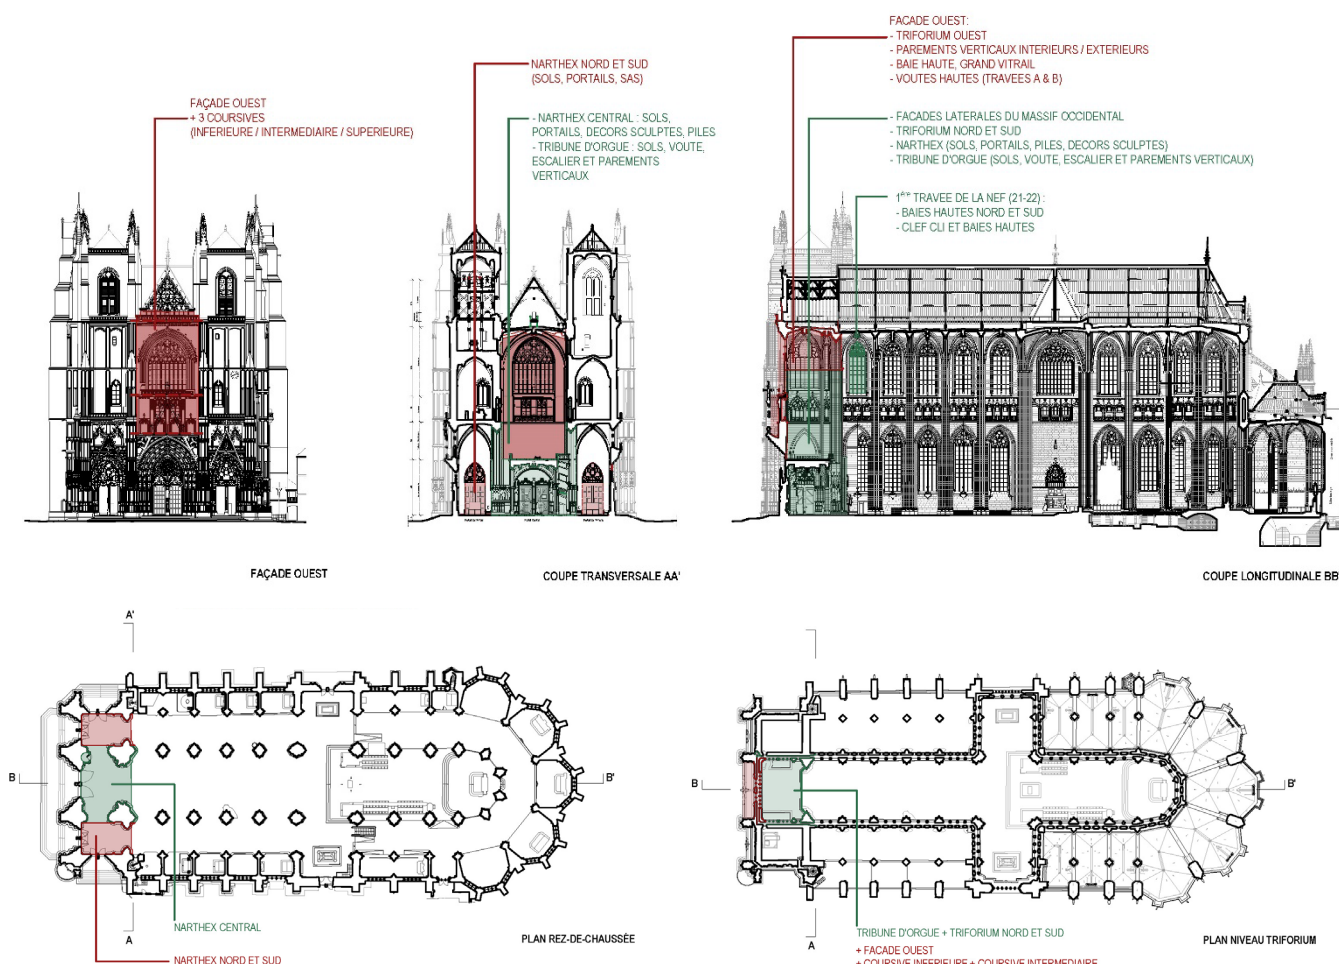 FACADE OUEST:
- TRIFORIUM OUEST
- PAREMENTS VERTICAUX INTERIEURS / EXTERIEURS
- BAIE HAUTE, GRAND VITRAIL
- VOUTES HAUTES (TRAVEES A & B)
NARTHEX NORD ET SUD
(SOLS, PORTAILS, SAS)
FAÇADE OUEST
+ 3 COURSIVES
(INFERIEURE / INTERMEDIAIRE / SUPERIEURE)
- NARTHEX CENTRAL : SOLS,
PORTAILS, DECORS SCULPTES, PILES
- TRIBUNE D'ORGUE : SOLS, VOUTE,
ESCALIER ET PAREMENTS
VERTICAUX
- FACADES LATERALES DU MASSIF OCCIDENTAL
- TRIFORIUM NORD ET SUD
- NARTHEX (SOLS, PORTAILS, PILES, DECORS SCULPTES)
- TRIBUNE D'ORGUE (SOLS, VOUTE, ESCALIER ET PAREMENTS VERTICAUX)
1ère TRAVEE DE LA NEF (21-22) :
- BAIES HAUTES NORD ET SUD
- CLEF CLI ET BAIES HAUTES
FAÇADE OUEST
COUPE TRANSVERSALE AA'
COUPE LONGITUDINALE BB'
A'
B
B'
A
NARTHEX CENTRAL
NARTHEX NORD ET SUD
PLAN REZ-DE-CHAUSSÉE
B
B'
A
TRIBUNE D'ORGUE + TRIFORIUM NORD ET SUD
+ FACADE OUEST
+ COURSIVE INFERIEURE + COURSIVE INTERMEDIAIRE
PLAN NIVEAU TRIFORIUM